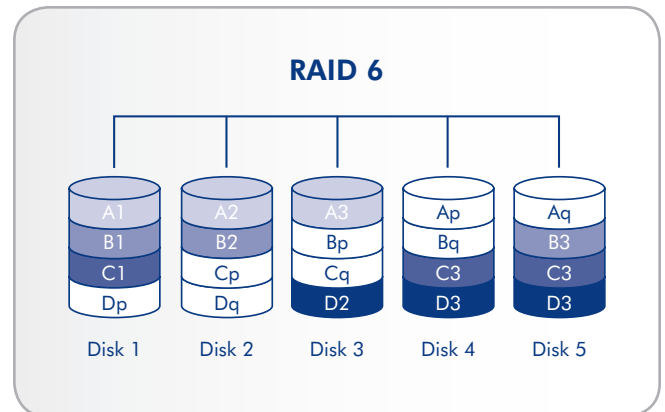 RAID 6
A1 A2 A3 Ap Aq
B1 B2 Bp Bq B3
C1 Cp Cq C3 C3
Dp Dq D2 D3 D3
Disk 1 Disk 2 Disk 3 Disk 4 Disk 5